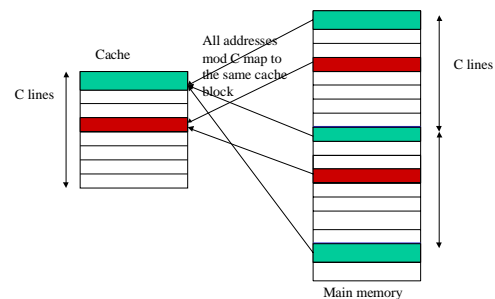 Cache
C lines
All addresses
mod C map to
the same cache
block
C lines
Main memory